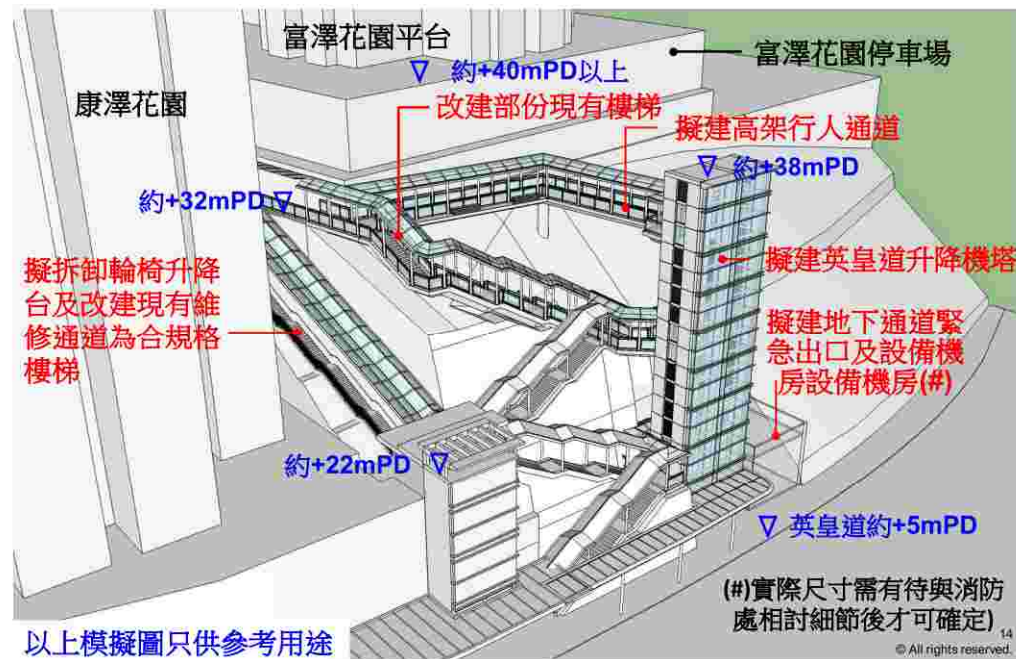 富澤花園平台
約+40mPD以上
富澤花園停車場
康澤花園
改建部份現有樓梯
擬建高架行人通道
約+38mPD
約+32mPD
擬拆卸輪椅升降
台及改建現有維
修通道為合規格
樓梯
擬建英皇道升降機塔
擬建地下通道緊
急出口及設備機
房設備機房(#)
約+22mPD
英皇道約+5mPD
(#)實際尺寸需有待與消防
處相討細節後才可確定)
以上模擬圖只供參考用途
14
© All rights reserved.